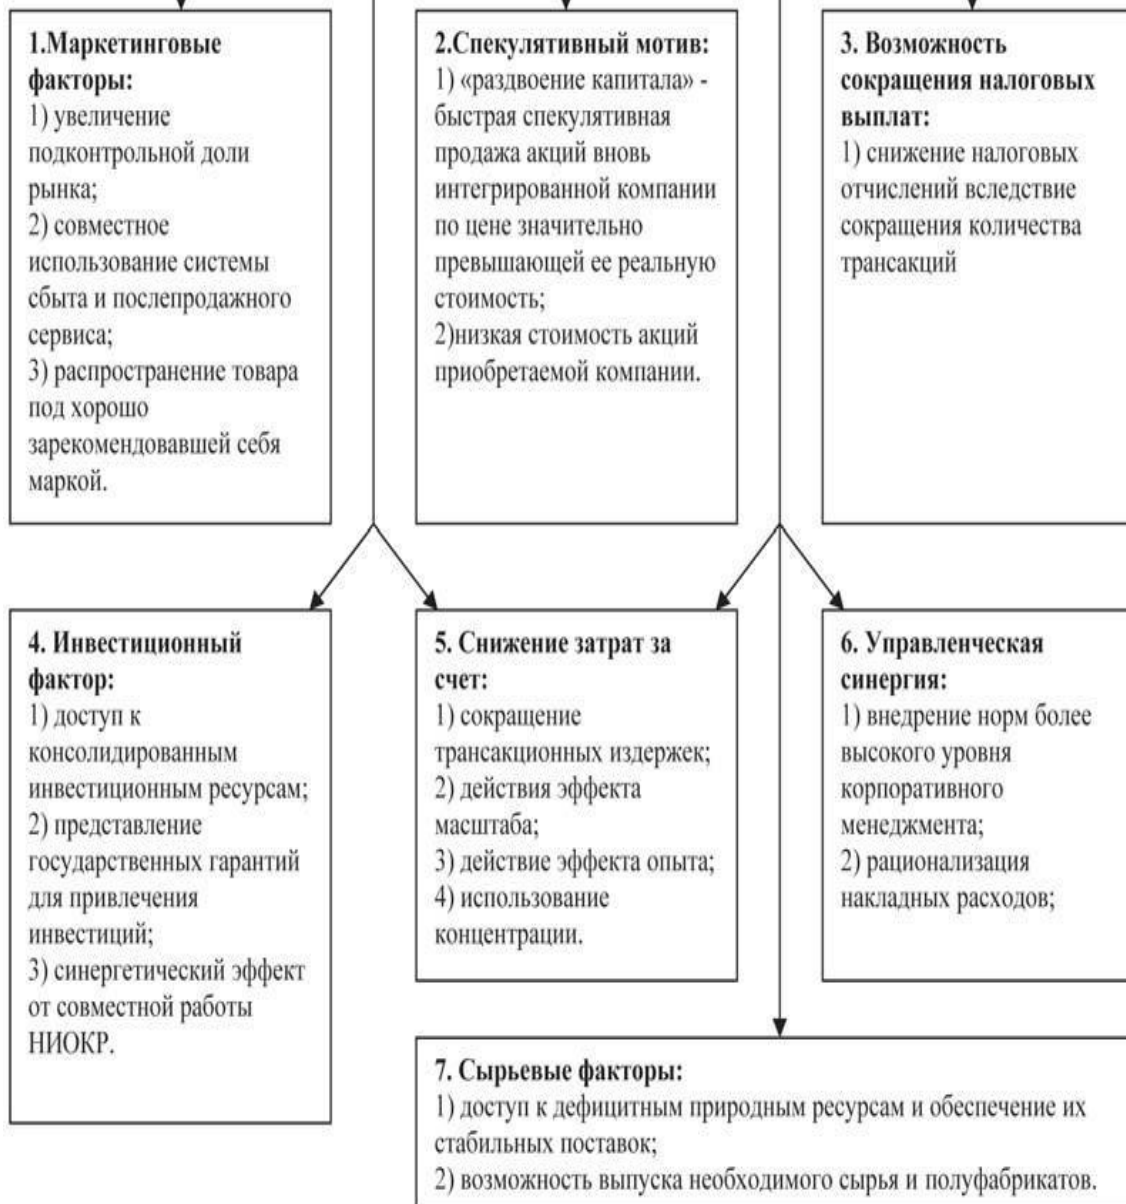 1.Маркетинговые
факторы:
1) увеличение
подконтрольной доли
рынка;
2) совместное
использование системы
сбыта и послепродажного
сервиса;
3) распространение товара
под хорошо
зарекомендовавшей себя
маркой.
2.Спекулятивный мотив:
1) «раздвоение капитала» -
быстрая спекулятивная
продажа акций вновь
интегрированной компании
по цене значительно
превышающей ее реальную
стоимость;
2)низкая стоимость акций
приобретаемой компании.
3. Возможность
сокращения налоговых
выплат:
1) снижение налоговых
отчислений вследствие
сокращения количества
трансакций
4. Инвестиционный
фактор:
1) доступ к
консолидированным
инвестиционным ресурсам;
2) представление
государственных гарантий
для привлечения
инвестиций;
3) синергетический эффект
от совместной работы
НИОКР.
5. Снижение затрат за
счет:
1) сокращение
трансакционных издержек;
2) действия эффекта
масштаба;
3) действие эффекта опыта;
4) использование
концентрации.
6. Управленческая
синергия:
1) внедрение норм более
высокого уровня
корпоративного
менеджмента;
2) рационализация
накладных расходов;
7. Сырьевые факторы:
1) доступ к дефицитным природным ресурсам и обеспечение их
стабильных поставок;
2) возможность выпуска необходимого сырья и полуфабрикатов.